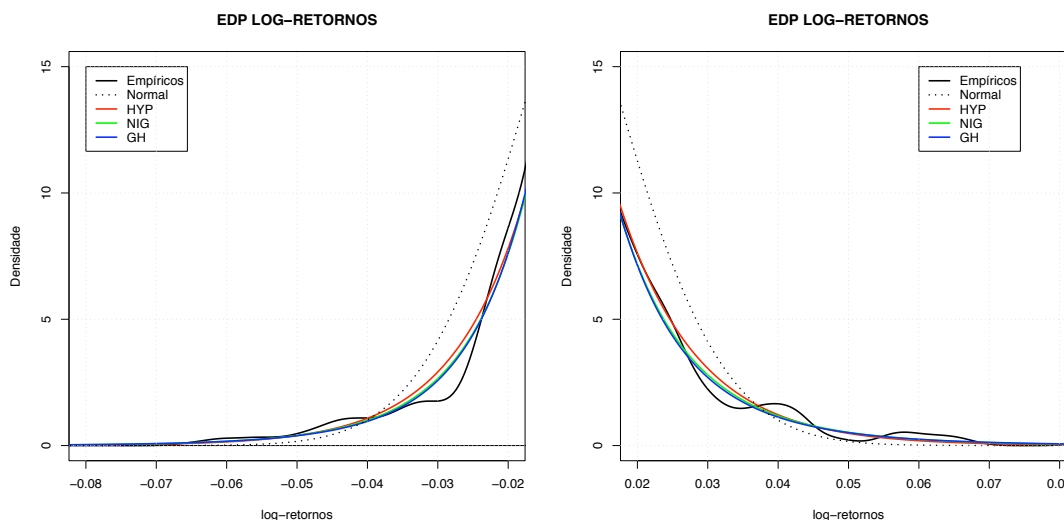 EDP LOG−RETORNOS
Densidade
15
10
5
0
Empíricos
Normal
HYP
NIG
GH
−0.08 −0.07 −0.06 −0.05 −0.04 −0.03 −0.02
log−retornos
EDP LOG−RETORNOS
Densidade
15
10
5
0
Empíricos
Normal
HYP
NIG
GH
0.02 0.03 0.04 0.05 0.06 0.07
log−retornos